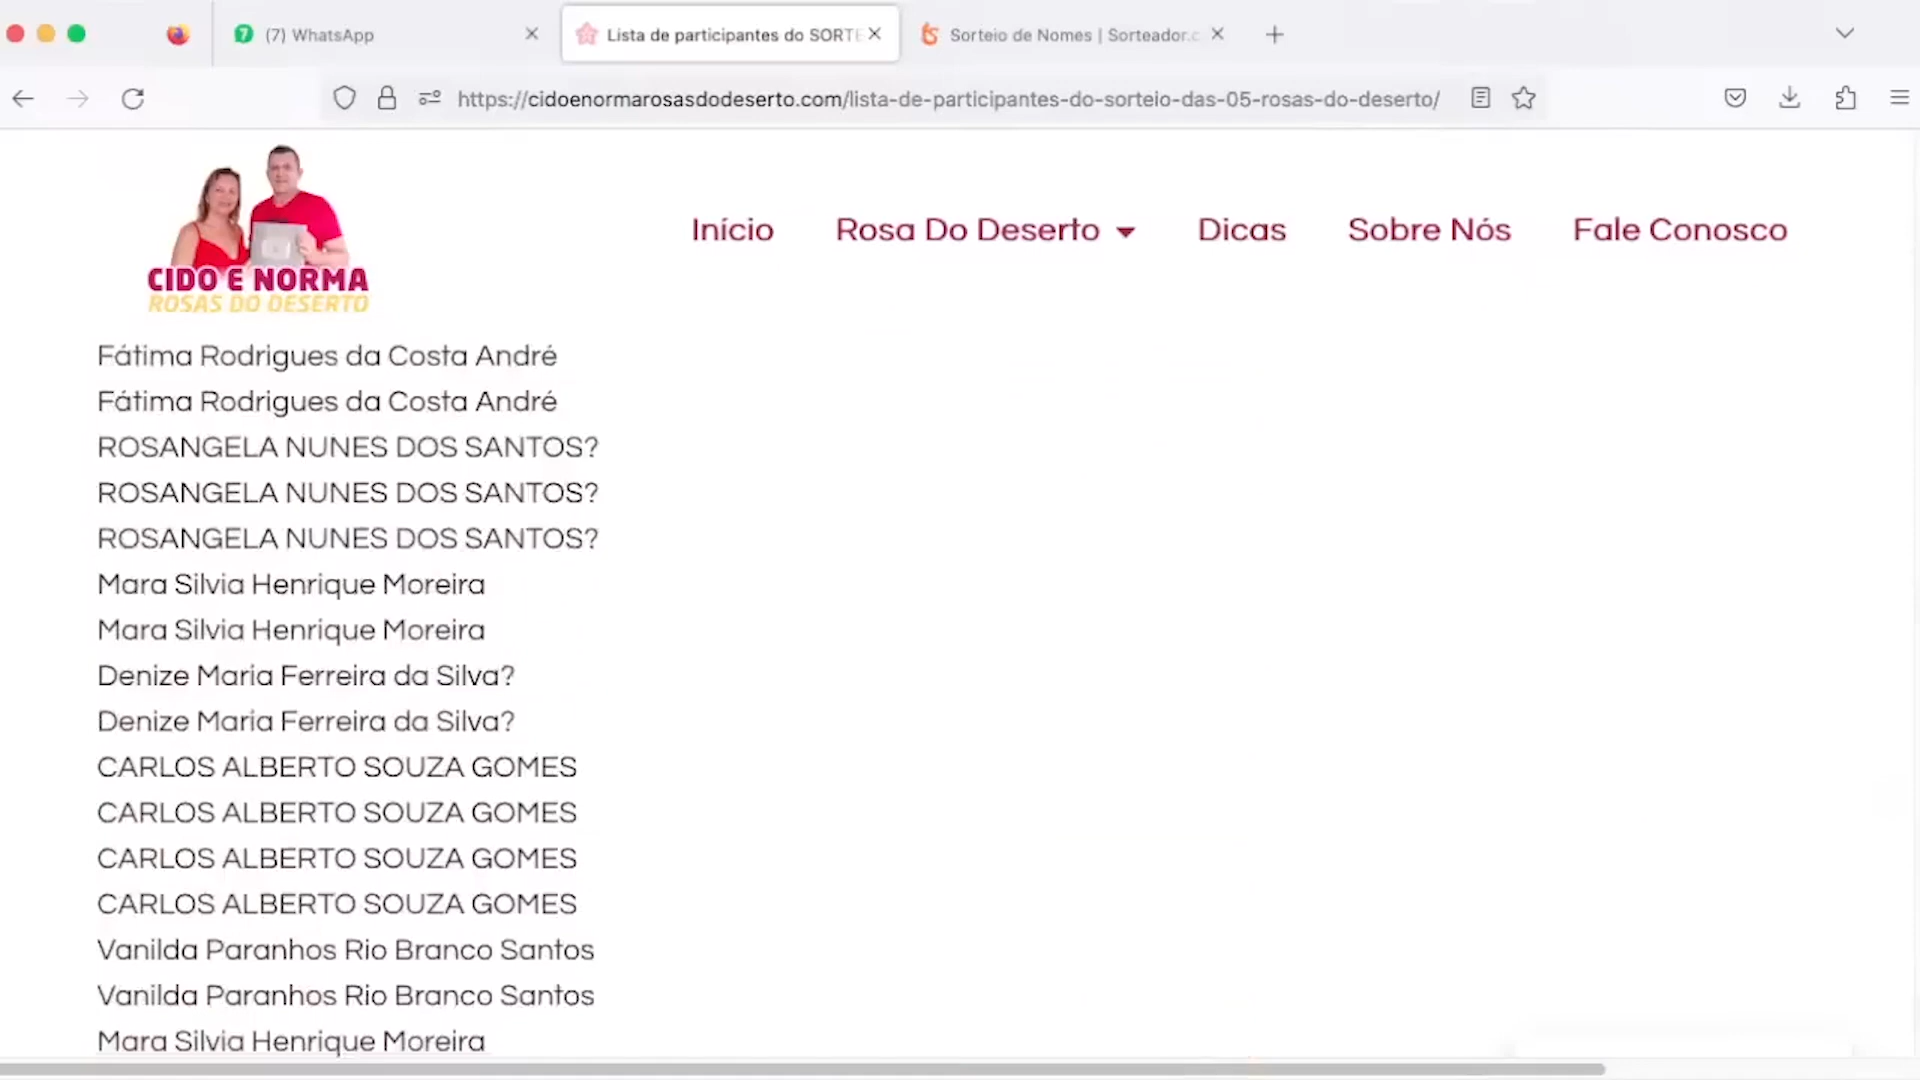 (7) WhatsApp
Lista de participantes do SORTE
Sorteio de Nomes | Sorteador.c
https://cidoenormarosasdodeserto.com/lista-de-participantes-do-sorteio-das-05-rosas-do-deserto/
CIDO E NORMA
ROSAS DO DESERTO
Início
Rosa Do Deserto
Dicas
Sobre Nós
Fale Conosco
Fátima Rodrigues da Costa André
Fátima Rodrigues da Costa André
ROSANGELA NUNES DOS SANTOS?
ROSANGELA NUNES DOS SANTOS?
ROSANGELA NUNES DOS SANTOS?
Mara Silvia Henrique Moreira
Mara Silvia Henrique Moreira
Denize Maria Ferreira da Silva?
Denize Maria Ferreira da Silva?
CARLOS ALBERTO SOUZA GOMES
CARLOS ALBERTO SOUZA GOMES
CARLOS ALBERTO SOUZA GOMES
CARLOS ALBERTO SOUZA GOMES
Vanilda Paranhos Rio Branco Santos
Vanilda Paranhos Rio Branco Santos
Mara Silvia Henrique Moreira